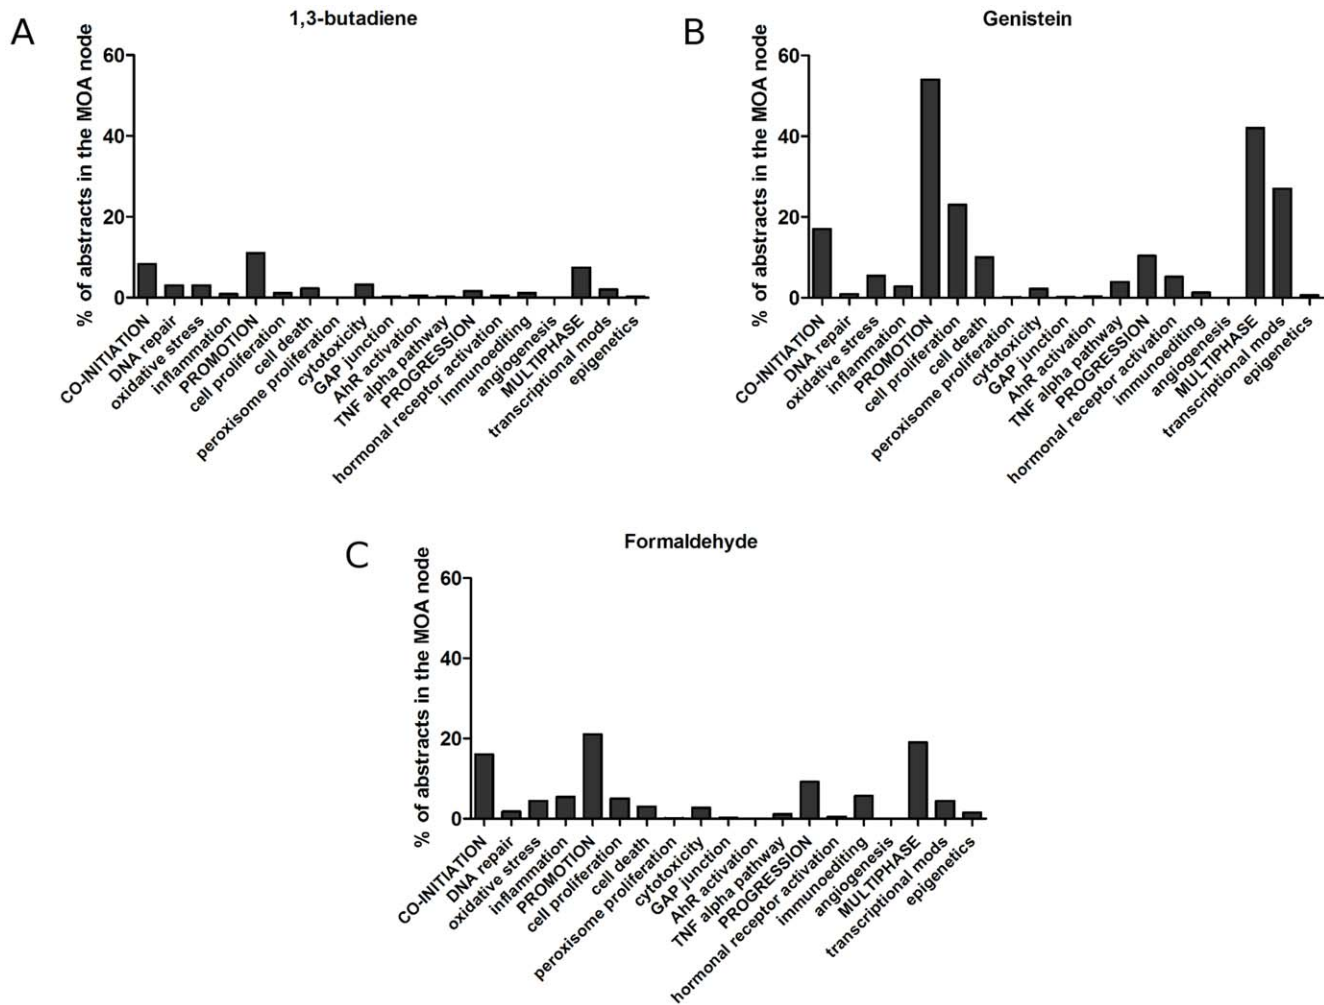 A
1,3-butadiene
% of abstracts in the MOA node
60
40
20
0
CO-INITIATION
DNA repair
oxidative stress
inflammation
PROMOTION
cell proliferation
cell death
peroxisome proliferation
cytotoxicity
GAP junction
AhR activation
TNF alpha pathway
PROGRESSION
hormonal receptor activation
immunoediting
angiogenesis
MULTIPHASE
transcriptional mods
epigenetics
B
Genistein
% of abstracts in the MOA node
60
40
20
0
CO-INITIATION
DNA repair
oxidative stress
inflammation
PROMOTION
cell proliferation
cell death
peroxisome proliferation
cytotoxicity
GAP junction
AhR activation
TNF alpha pathway
PROGRESSION
hormonal receptor activation
immunoediting
angiogenesis
MULTIPHASE
transcriptional mods
epigenetics
C
Formaldehyde
% of abstracts in the MOA node
60
40
20
0
CO-INITIATION
DNA repair
oxidative stress
inflammation
PROMOTION
cell proliferation
cell death
peroxisome proliferation
cytotoxicity
GAP junction
AhR activation
TNF alpha pathway
PROGRESSION
hormonal receptor activation
immunoediting
angiogenesis
MULTIPHASE
transcriptional mods
epigenetics